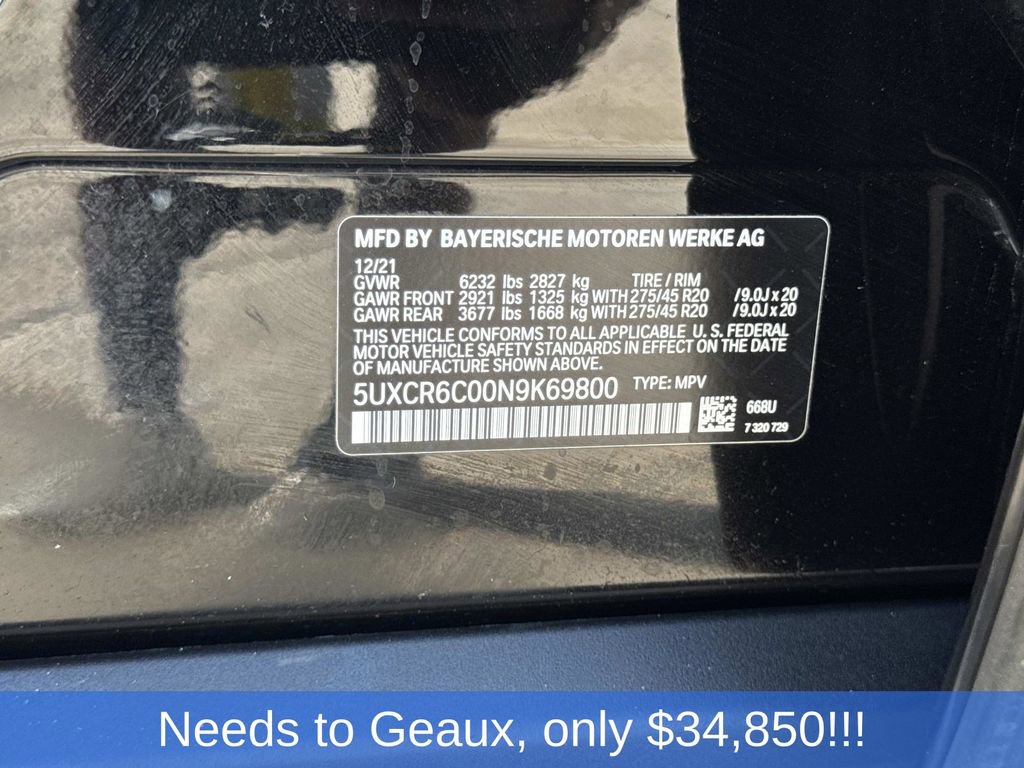 MFD BY BAYERISCHE MOTOREN WERKE AG
12/21
GVWR 6232 lbs 2827 kg TIRE / RIM
GAWR FRONT 2921 lbs 1325 kg WITH 275/45 R20 /9.0J x 20
GAWR REAR 3677 lbs 1668 kg WITH 275/45 R20 /9.0J x 20
THIS VEHICLE CONFORMS TO ALL APPLICABLE U. S. FEDERAL
MOTOR VEHICLE SAFETY STANDARDS IN EFFECT ON THE DATE
OF MANUFACTURE SHOWN ABOVE.
5UXCR6C00N9K69800 TYPE: MPV
668U
7 320 729
Needs to Geaux, only $34,850!!!